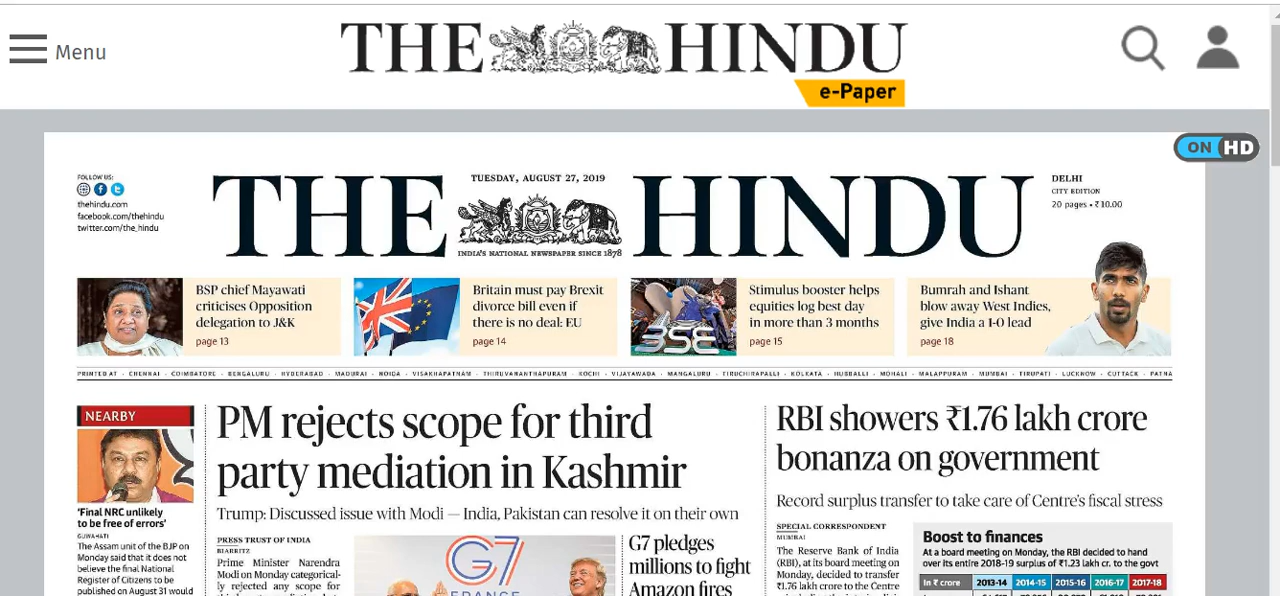 Menu
THE HINDU
e-Paper
ON HD
FOLLOW US:
thehindu.com
facebook.com/thehindu
twitter.com/the_hindu
TUESDAY, AUGUST 27, 2019
THE HINDU
INDIA'S NATIONAL NEWSPAPER SINCE 1878
DELHI
CITY EDITION
20 pages • ₹10.00
BSP chief Mayawati
criticises Opposition
delegation to J&K
page 13
Britain must pay Brexit
divorce bill even if
there is no deal: EU
page 14
BSE
Stimulus booster helps
equities log best day
in more than 3 months
page 15
Bumrah and Ishant
blow away West Indies,
give India a 1-0 lead
page 18
PRINTED AT · CHENNAI · COIMBATORE · BENGALURU · HYDERABAD · MADURAI · NOIDA · VISAKHAPATNAM · THIRUVANANTHAPURAM · KOCHI · VIJAYAWADA · MANGALURU · TIRUCHIRAPALLI · KOLKATA · HUBBALLI · MOHALI · MALAPPURAM · MUMBAI · TIRUPATI · LUCKNOW · CUTTACK · PATNA
NEARBY
'Final NRC unlikely
to be free of errors'
GUWAHATI
The Assam unit of the BJP on
Monday said that it does not
believe the final National
Register of Citizens to be
published on August 31 would
PM rejects scope for third
party mediation in Kashmir
Trump: Discussed issue with Modi — India, Pakistan can resolve it on their own
PRESS TRUST OF INDIA
BIARRITZ
Prime Minister Narendra
Modi on Monday categorical-
ly rejected any scope for
G7
FRANCE
G7 pledges
millions to fight
Amazon fires
RBI showers ₹1.76 lakh crore
bonanza on government
Record surplus transfer to take care of Centre's fiscal stress
SPECIAL CORRESPONDENT
MUMBAI
The Reserve Bank of India
(RBI), at its board meeting on
Monday, decided to transfer
₹1.76 lakh crore to the Centre
Boost to finances
At a board meeting on Monday, the RBI decided to hand
over its entire 2018-19 surplus of ₹1.23 lakh cr. to the govt
In ₹ crore 2013-14 2014-15 2015-16 2016-17 2017-18